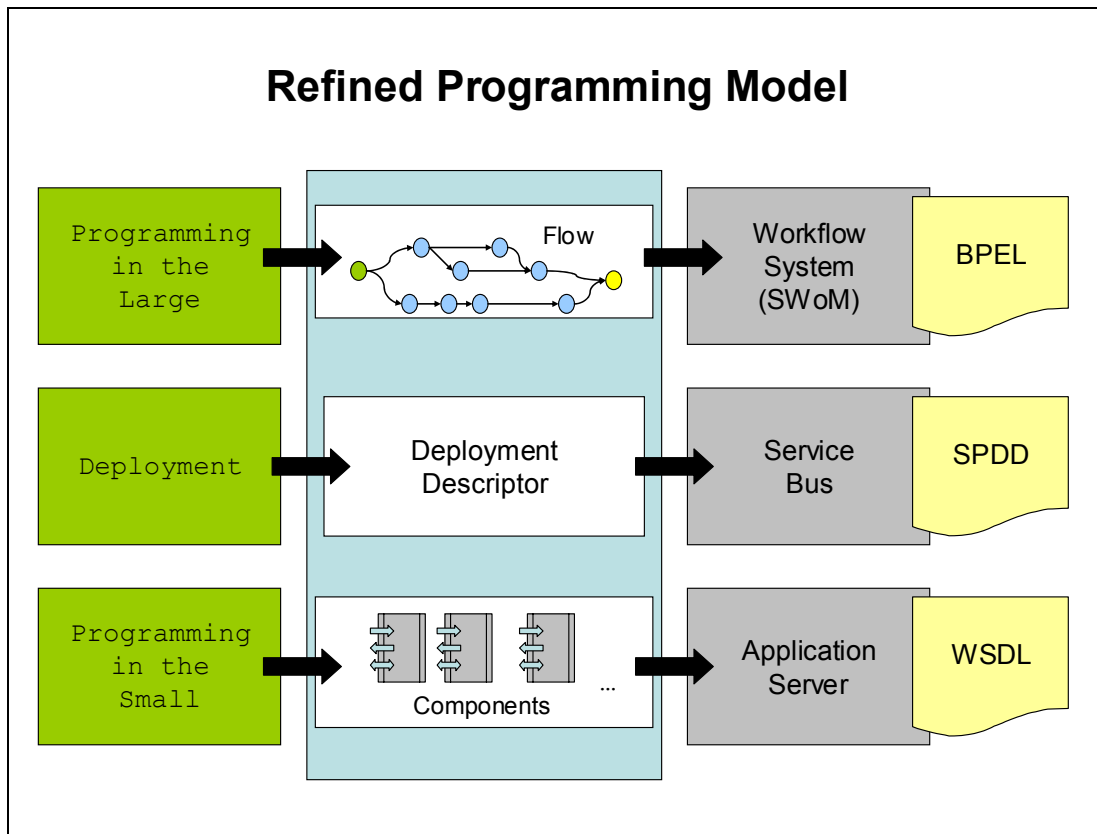 Refined Programming Model
Programming
in the
Large
Flow
Workflow
System
(SWoM)
BPEL
Deployment
Deployment
Descriptor
Service
Bus
SPDD
Programming
in the
Small
...
Components
Application
Server
WSDL